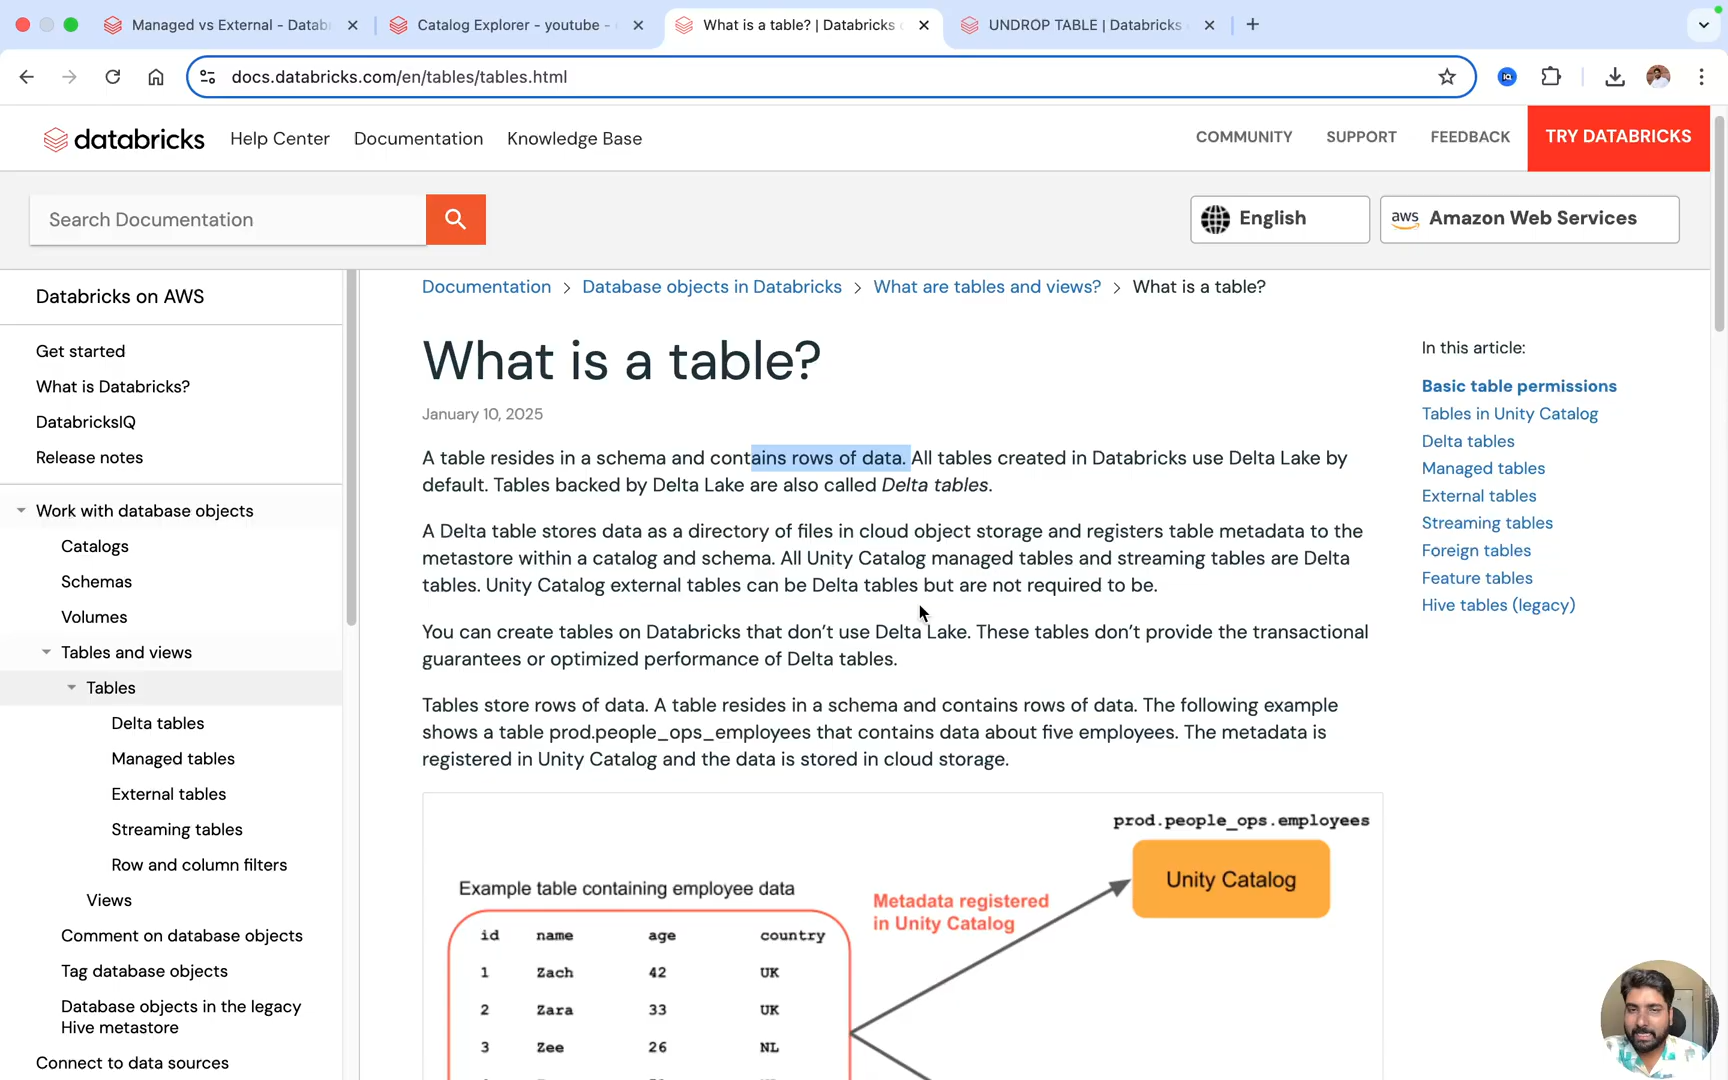 Managed vs External - Datab
Catalog Explorer - youtube -
What is a table? | Databricks
UNDROP TABLE | Databricks
docs.databricks.com/en/tables/tables.html
databricks
Help Center
Documentation
Knowledge Base
COMMUNITY
SUPPORT
FEEDBACK
TRY DATABRICKS
Search Documentation
English
aws
Amazon Web Services
Databricks on AWS
Get started
What is Databricks?
DatabricksIQ
Release notes
Work with database objects
Catalogs
Schemas
Volumes
Tables and views
Tables
Delta tables
Managed tables
External tables
Streaming tables
Row and column filters
Views
Comment on database objects
Tag database objects
Database objects in the legacy
Hive metastore
Connect to data sources
Documentation > Database objects in Databricks > What are tables and views? > What is a table?
What is a table?
January 10, 2025
A table resides in a schema and contains rows of data. All tables created in Databricks use Delta Lake by
default. Tables backed by Delta Lake are also called Delta tables.
A Delta table stores data as a directory of files in cloud object storage and registers table metadata to the
metastore within a catalog and schema. All Unity Catalog managed tables and streaming tables are Delta
tables. Unity Catalog external tables can be Delta tables but are not required to be.
You can create tables on Databricks that don’t use Delta Lake. These tables don’t provide the transactional
guarantees or optimized performance of Delta tables.
Tables store rows of data. A table resides in a schema and contains rows of data. The following example
shows a table prod.people_ops_employees that contains data about five employees. The metadata is
registered in Unity Catalog and the data is stored in cloud storage.
prod.people_ops.employees
Unity Catalog
Example table containing employee data
Metadata registered
in Unity Catalog
id name age country
1 Zach 42 UK
2 Zara 33 UK
3 Zee 26 NL
In this article:
Basic table permissions
Tables in Unity Catalog
Delta tables
Managed tables
External tables
Streaming tables
Foreign tables
Feature tables
Hive tables (legacy)